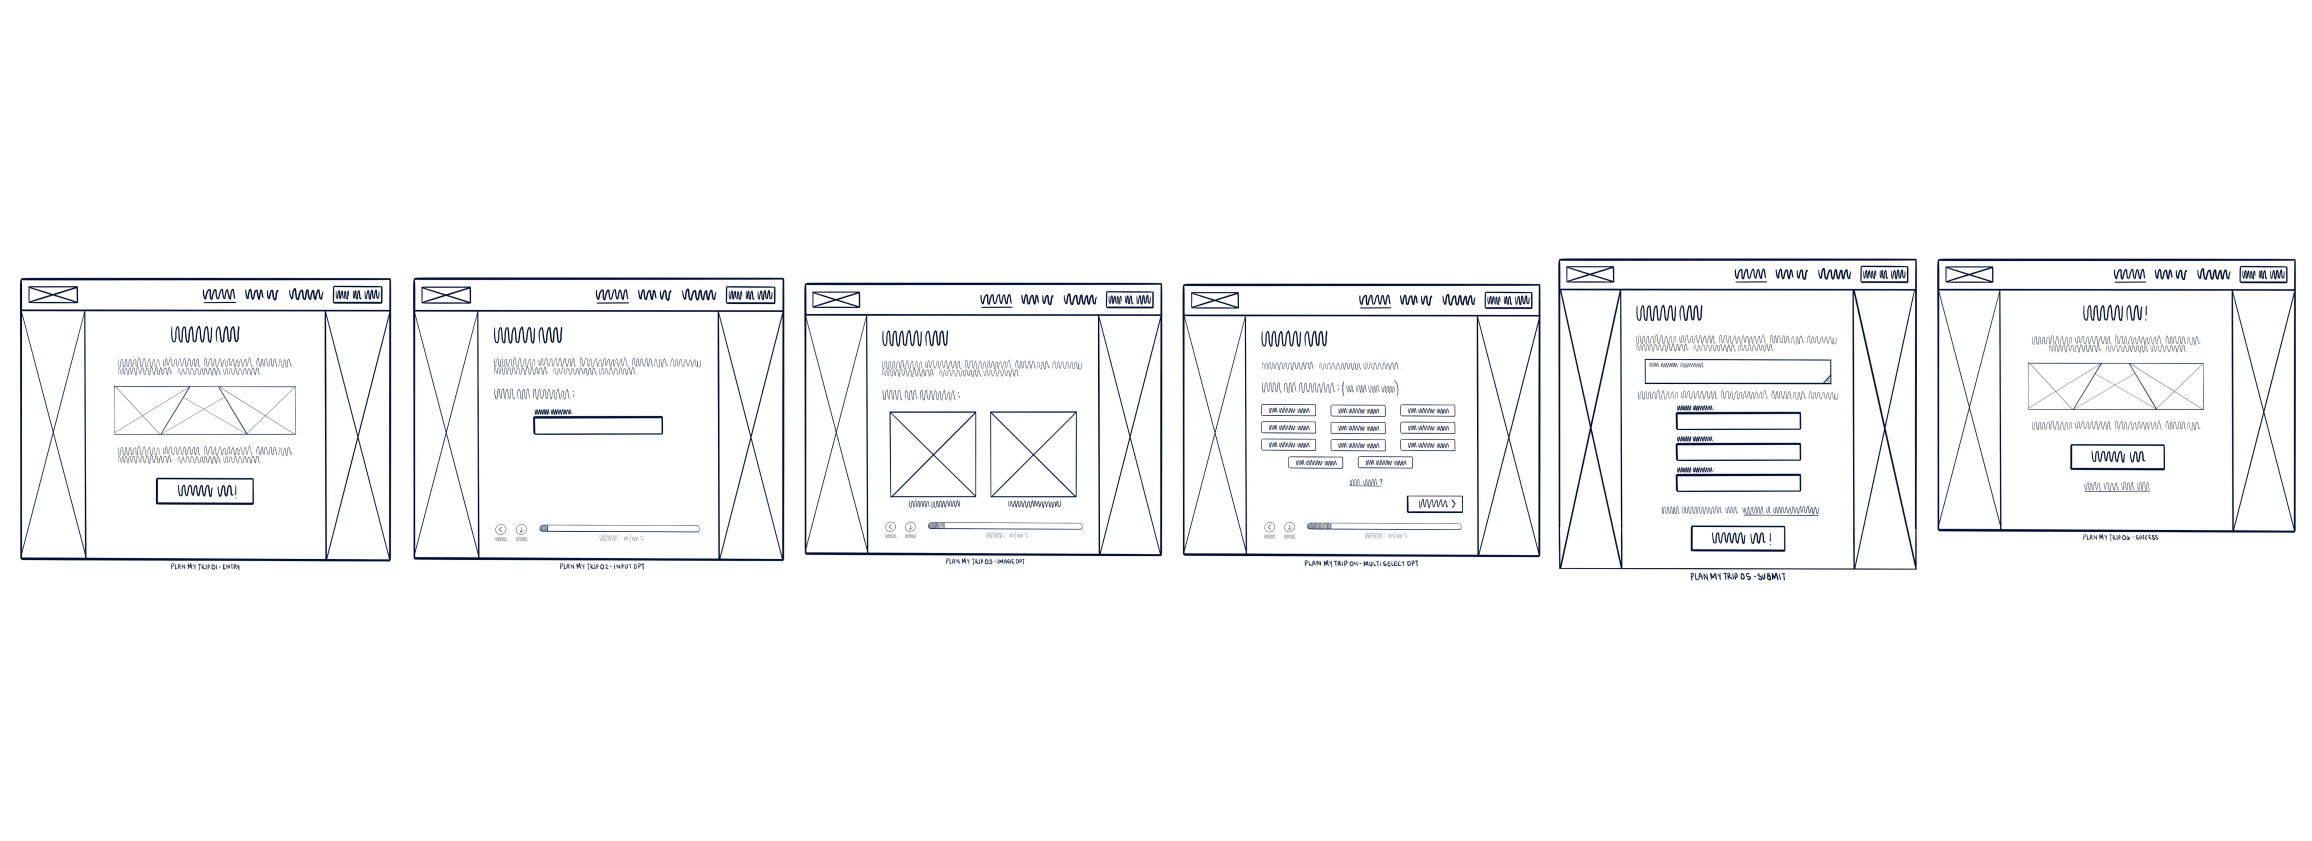 PLAN MY TRIP 01 - ENTRY
PLAN MY TRIP 02 - INPUT OPT
PLAN MY TRIP 03 - IMAGE OPT
PLAN MY TRIP 04 - MULTI SELECT OPT
PLAN MY TRIP 05 - SUBMIT
PLAN MY TRIP 06 - SUCCESS